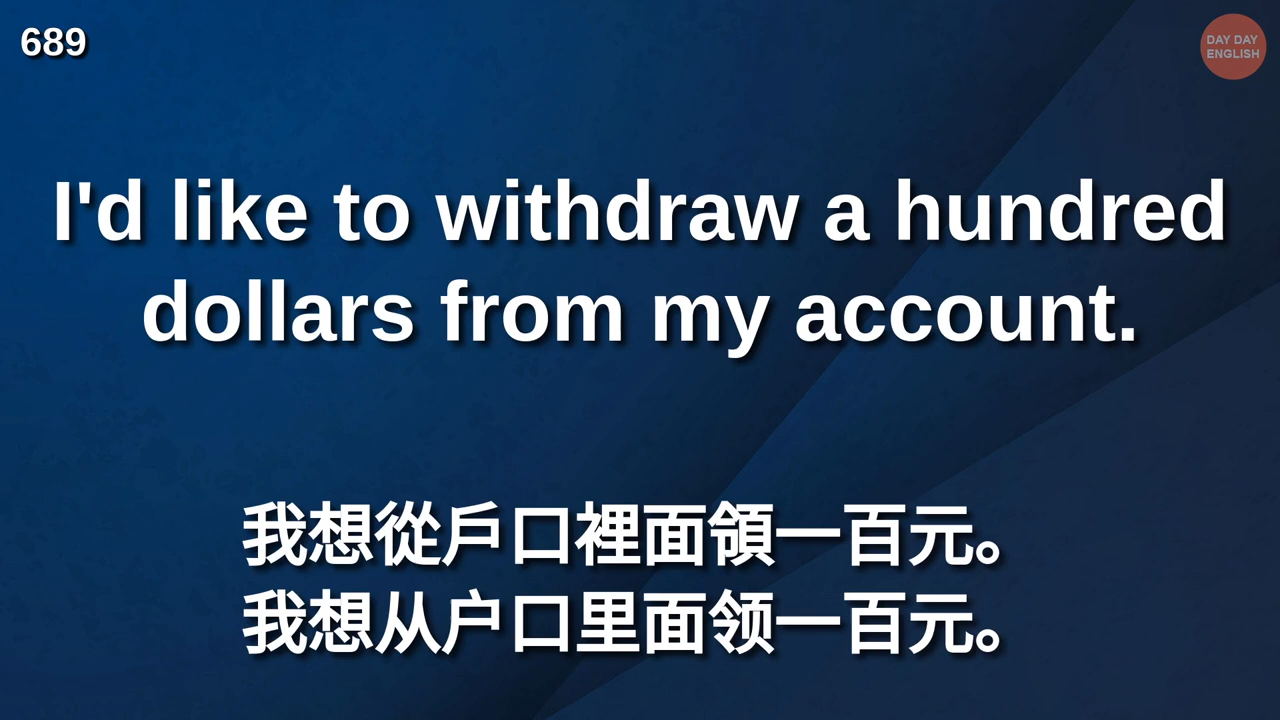 689
DAY DAY
ENGLISH
I'd like to withdraw a hundred
dollars from my account.
我想從戶口裡面領一百元。
我想从户口里面领一百元。